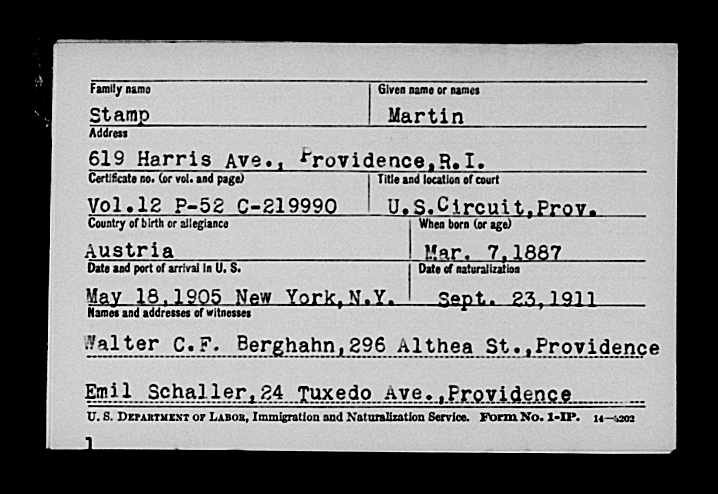 Family name Given name or names
Stamp Martin
Address
619 Harris Ave., Providence,R.I.
Certificate no. (or vol. and page) Title and location of court
Vol.12 P-52 C-219990 U.S.Circuit,Prov.
Country of birth or allegiance When born (or age)
Austria Mar. 7,1887
Date and port of arrival in U. S. Date of naturalization
May 18,1905 New York,N.Y. Sept. 23,1911
Names and addresses of witnesses
Walter C.F. Berghahn,296 Althea St.,Providence
Emil Schaller,24 Tuxedo Ave.,Providence
U. S. Department of Labor, Immigration and Naturalization Service. Form No. 1-IP. 14—4202
1